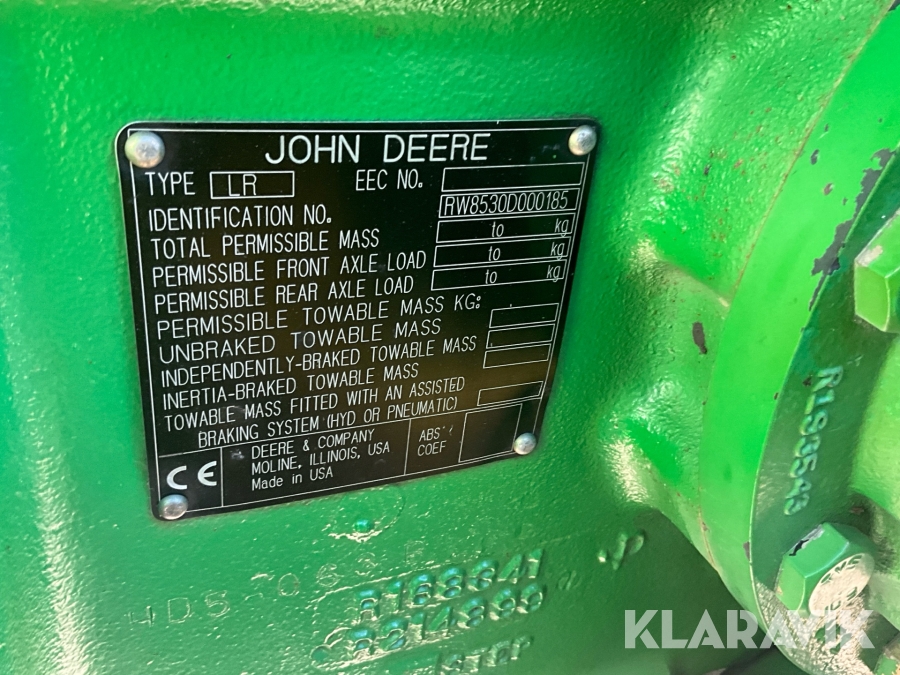 JOHN DEERE
TYPE LR EEC NO.
IDENTIFICATION NO. RW8530D000185
TOTAL PERMISSIBLE MASS to kg
PERMISSIBLE FRONT AXLE LOAD to kg
PERMISSIBLE REAR AXLE LOAD to kg
PERMISSIBLE TOWABLE MASS KG:
UNBRAKED TOWABLE MASS
INDEPENDENTLY-BRAKED TOWABLE MASS
INERTIA-BRAKED TOWABLE MASS
TOWABLE MASS FITTED WITH AN ASSISTED
BRAKING SYSTEM (HYD OR PNEUMATIC)
CE
DEERE & COMPANY
MOLINE, ILLINOIS, USA
Made in USA
ABS
COEF
KLARAVIK